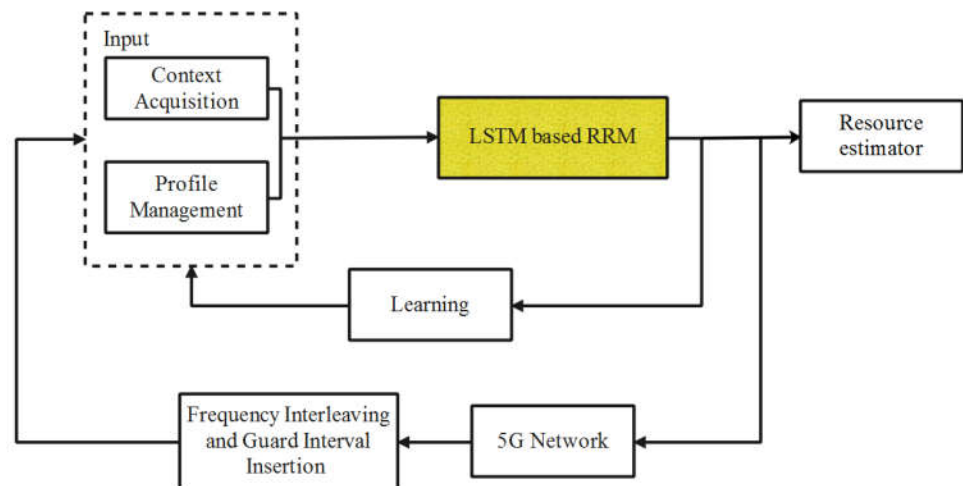 Input
Context
Acquisition
Profile
Management
LSTM based RRM
Resource
estimator
Learning
Frequency Interleaving
and Guard Interval
Insertion
5G Network